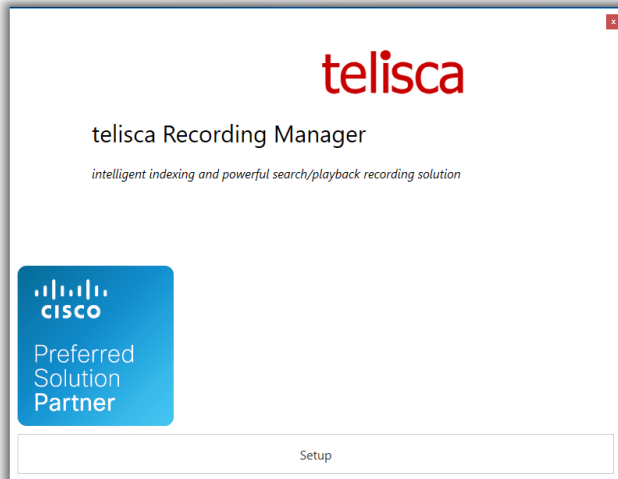 x
telisca
telisca Recording Manager
intelligent indexing and powerful search/playback recording solution
CISCO
Preferred
Solution
Partner
Setup